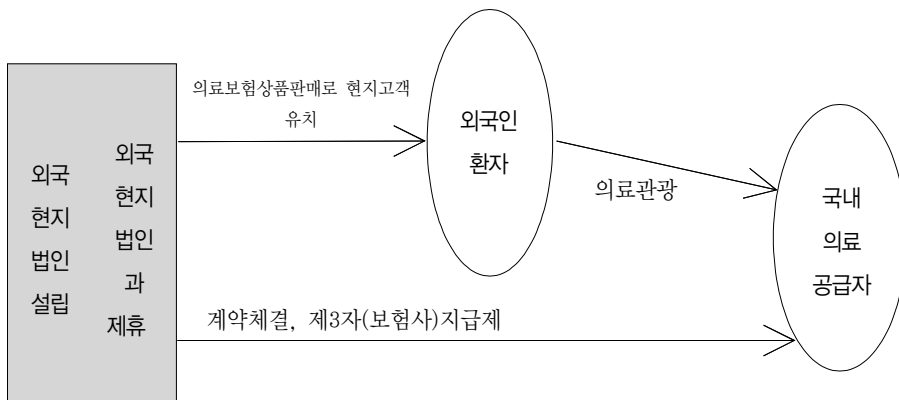 외국
현지
법인
설립
외국
현지
법인
과
제휴
의료보험상품판매로 현지고객
유치
외국인
환자
의료관광
국내
의료
공급자
계약체결, 제3자(보험사)지급제